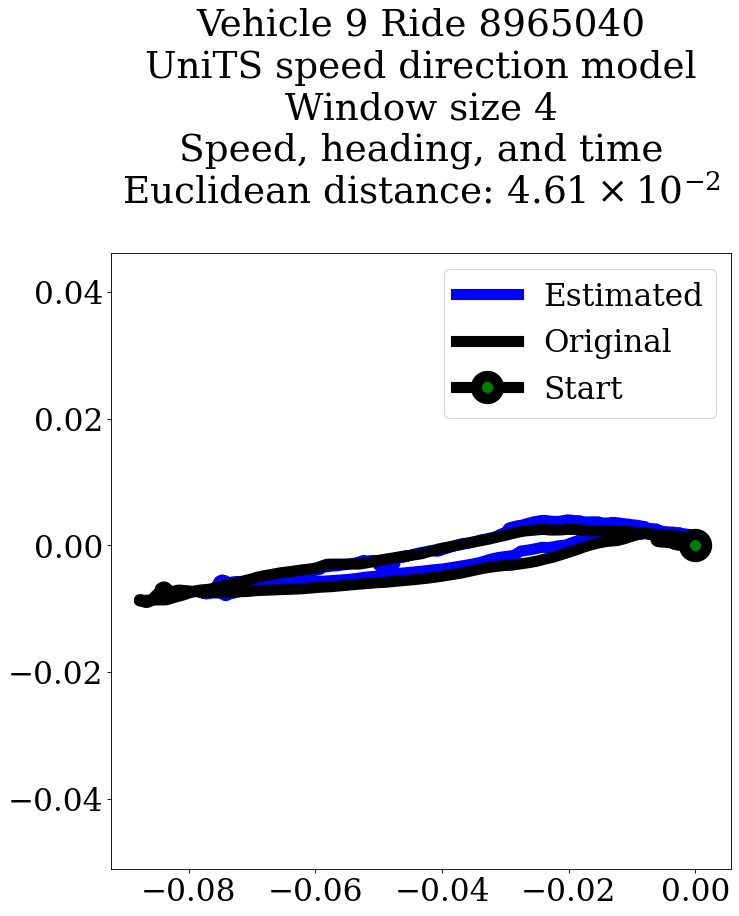 Vehicle 9 Ride 8965040
UniTS speed direction model
Window size 4
Speed, heading, and time
Euclidean distance: 4.61 × 10⁻²
Estimated
Original
Start
0.04
0.02
0.00
−0.02
−0.04
−0.08 −0.06 −0.04 −0.02 0.00